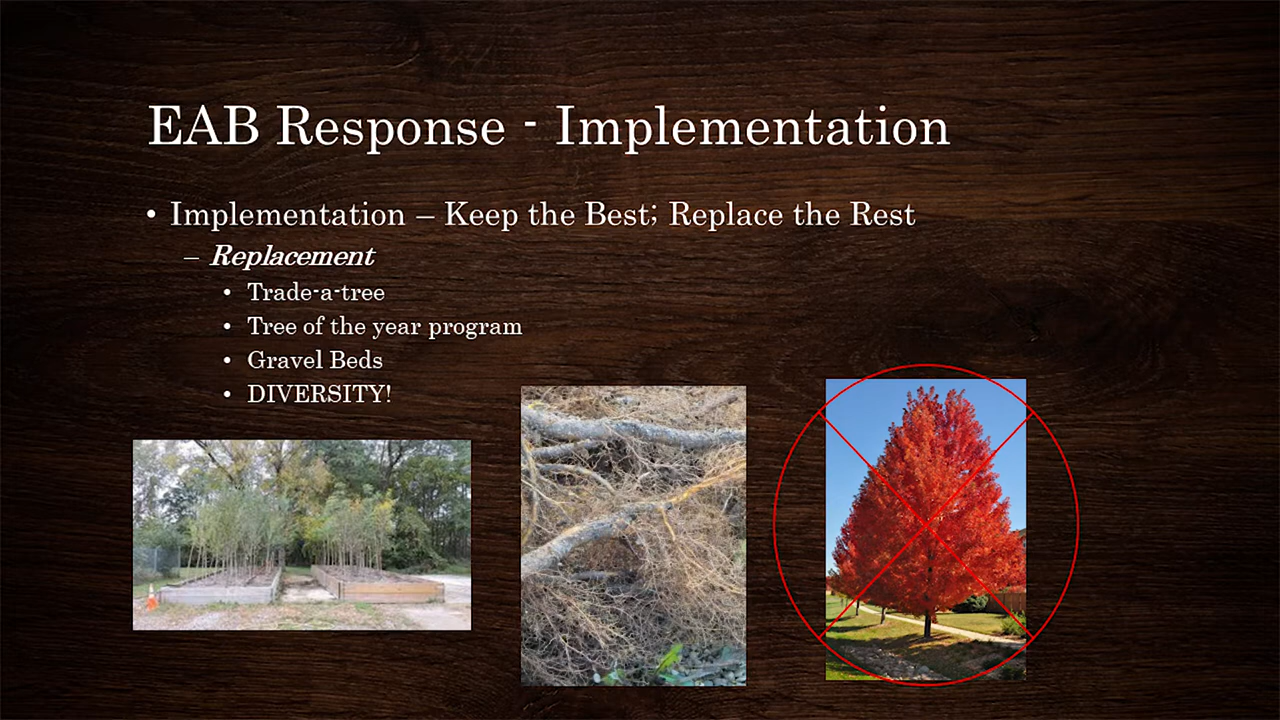 EAB Response - Implementation
• Implementation – Keep the Best; Replace the Rest
– Replacement
• Trade-a-tree
• Tree of the year program
• Gravel Beds
• DIVERSITY!